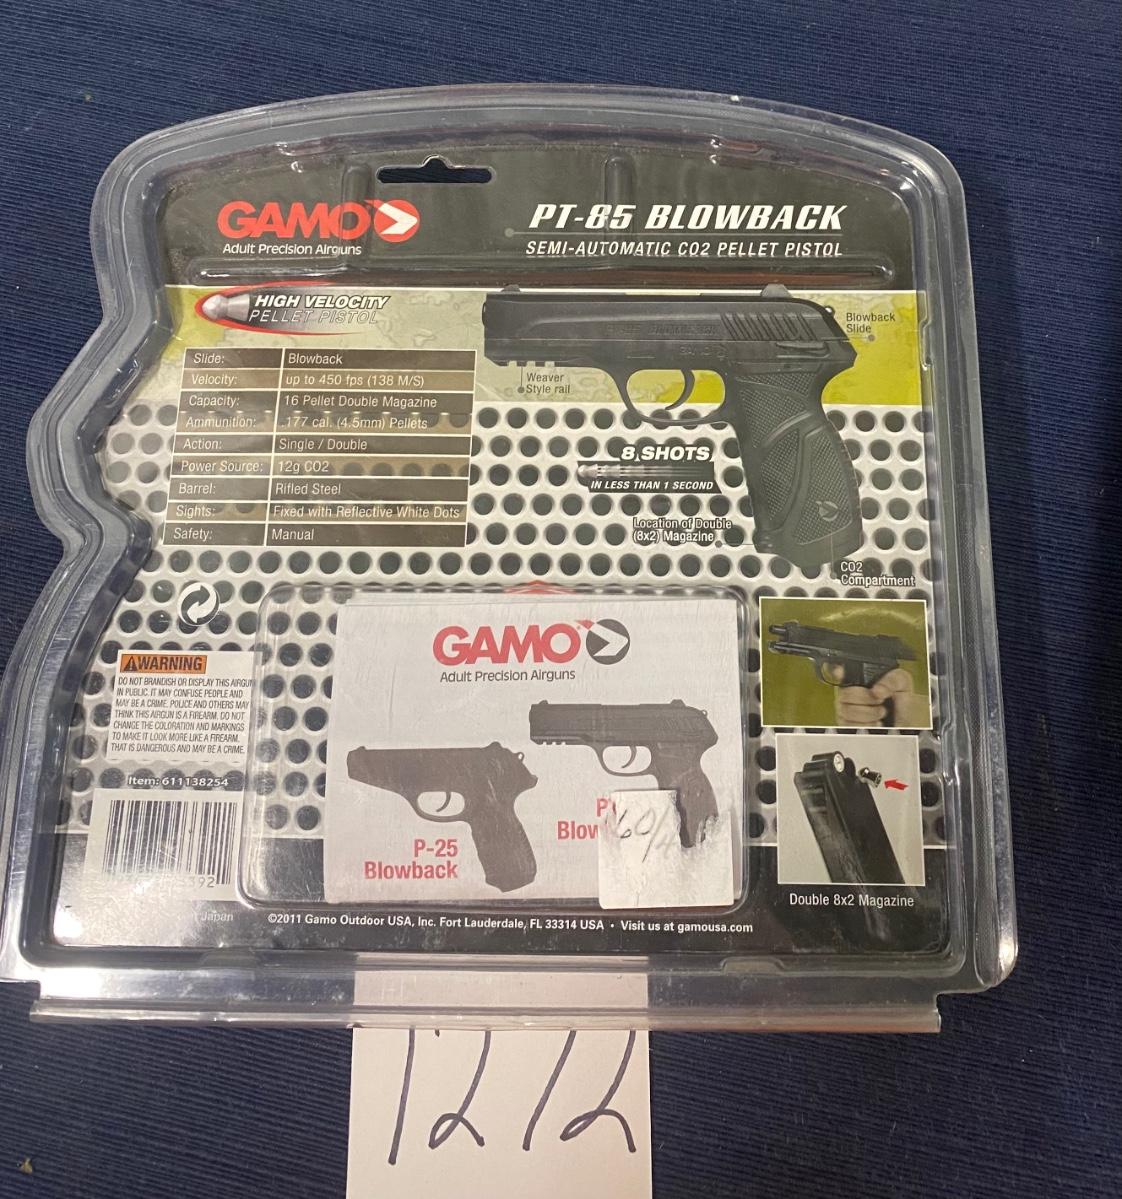 GAMO
Adult Precision Airguns
PT-85 BLOWBACK
SEMI-AUTOMATIC CO2 PELLET PISTOL
HIGH VELOCITY
PELLET PISTOL
Slide: Blowback
Velocity: up to 450 fps (138 M/S)
Capacity: 16 Pellet Double Magazine
Ammunition: .177 cal. (4.5mm) Pellets
Action: Single / Double
Power Source: 12g CO2
Barrel: Rifled Steel
Sights: Fixed with Reflective White Dots
Safety: Manual
Blowback
Slide
Weaver
Style rail
8 SHOTS
IN LESS THAN 1 SECOND
Location of Double
(8x2) Magazine
CO2
Compartment
WARNING
DO NOT BRANDISH OR DISPLAY THIS AIRGUN
IN PUBLIC. IT MAY CONFUSE PEOPLE AND
MAY BE A CRIME. POLICE AND OTHERS MAY
THINK THIS AIRGUN IS A FIREARM. DO NOT
CHANGE THE COLORATION AND MARKINGS
TO MAKE IT LOOK MORE LIKE A FIREARM.
THAT IS DANGEROUS AND MAY BE A CRIME.
Item: 611138254
GAMO
Adult Precision Airguns
P-25
Blowback
Double 8x2 Magazine
Japan
©2011 Gamo Outdoor USA, Inc. Fort Lauderdale, FL 33314 USA • Visit us at gamousa.com
1272